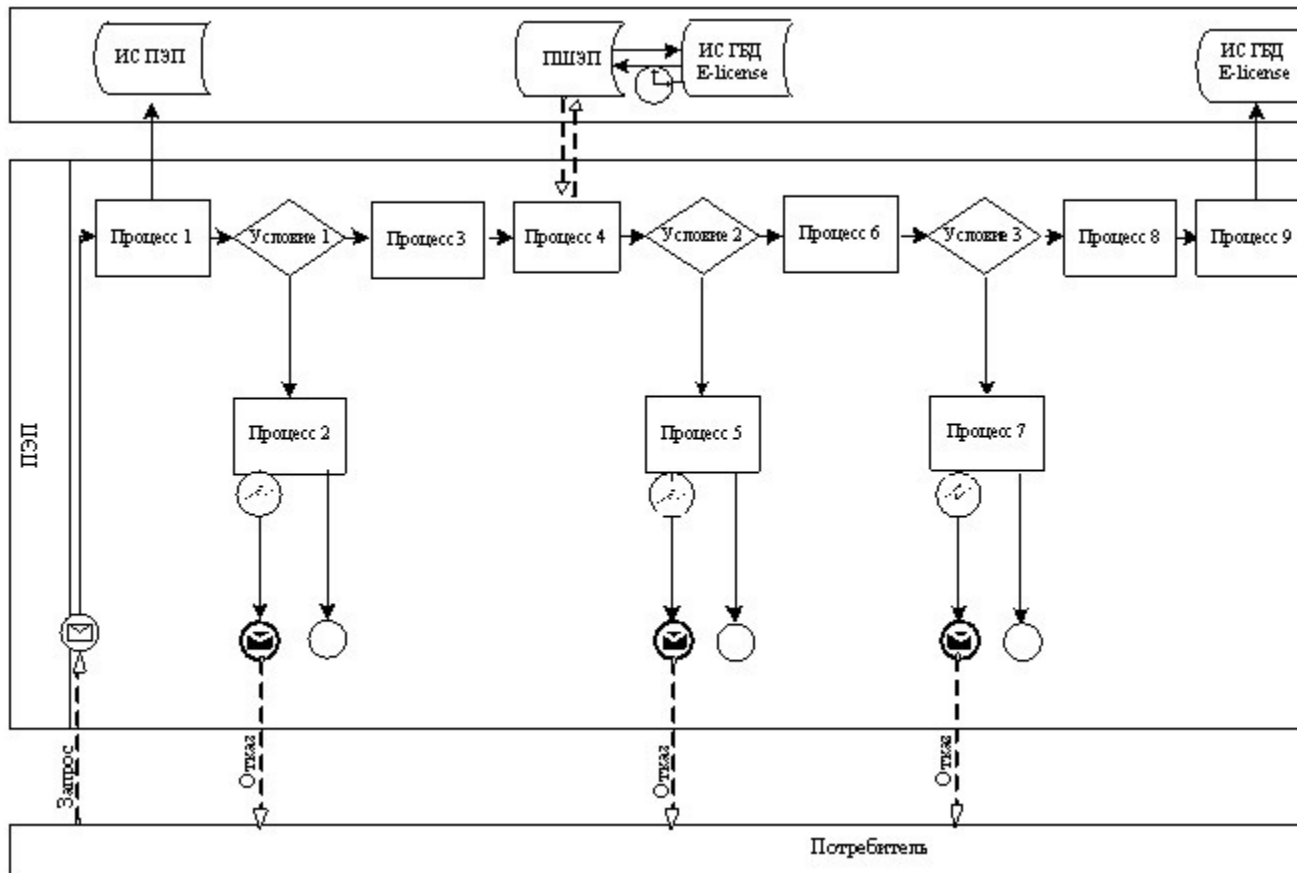 ИС ПЭП
ПШЭП
ИС ГБД
E-license
ИС ГБД
E-license
Процесс 1
Условие 1
Процесс 3
Процесс 4
Условие 2
Процесс 6
Условие 3
Процесс 8
Процесс 9
Процесс 2
Процесс 5
Процесс 7
ПЭП
Запрос
Отказ
Отказ
Отказ
Потребитель